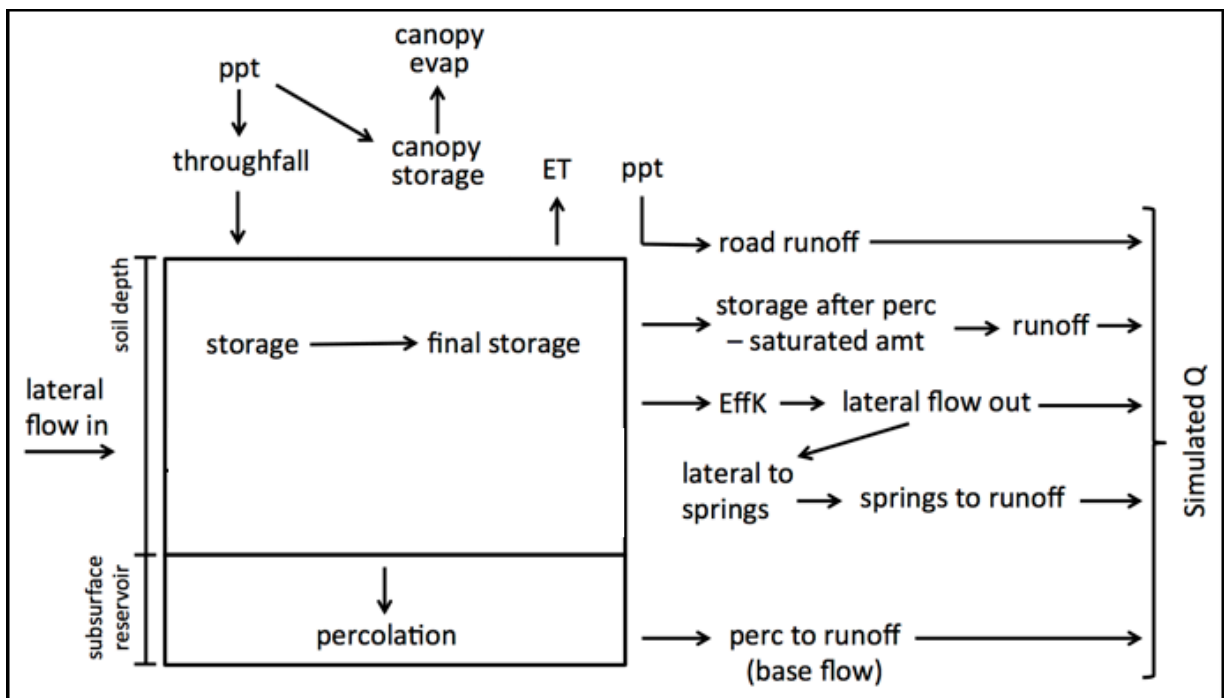 canopy
evap
ppt
throughfall
canopy
storage
ET
ppt
road runoff
soil depth
storage after perc
– saturated amt
runoff
storage
final storage
lateral
flow in
EffK
lateral flow out
lateral to
springs
springs to runoff
Simulated Q
subsurface
reservoir
percolation
perc to runoff
(base flow)